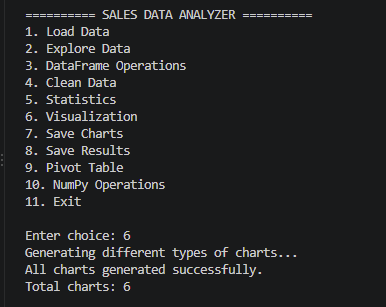 ========== SALES DATA ANALYZER ==========
1. Load Data
2. Explore Data
3. DataFrame Operations
4. Clean Data
5. Statistics
6. Visualization
7. Save Charts
8. Save Results
9. Pivot Table
10. NumPy Operations
11. Exit
Enter choice: 6
Generating different types of charts...
All charts generated successfully.
Total charts: 6